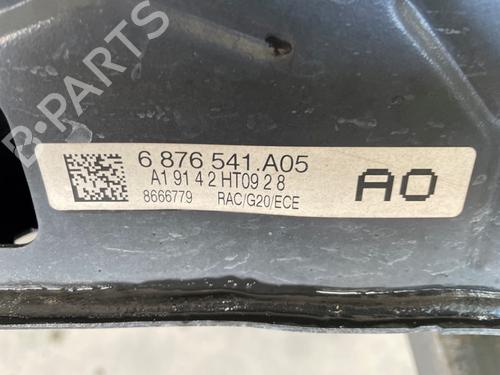 B-PARTS
6 876 541.A05
A1 91 4 2 HT09 2 8
8666779 RAC/G20/ECE
A0